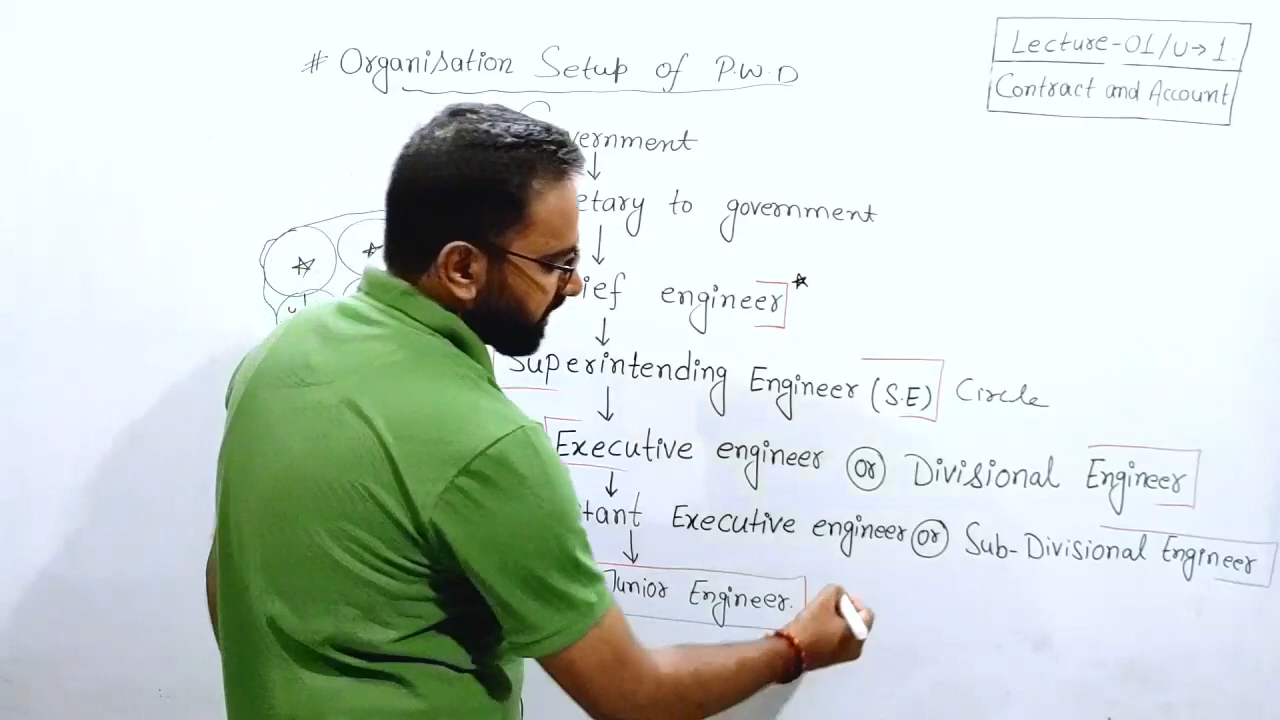 Lecture-01/U→1
Contract and Account
# Organisation Setup of P.W.D
ernment
etary to government
ief engineer
Superintending Engineer (S.E) Circle
Executive engineer or Divisional Engineer
tant Executive engineer or Sub-Divisional Engineer
Junior Engineer.